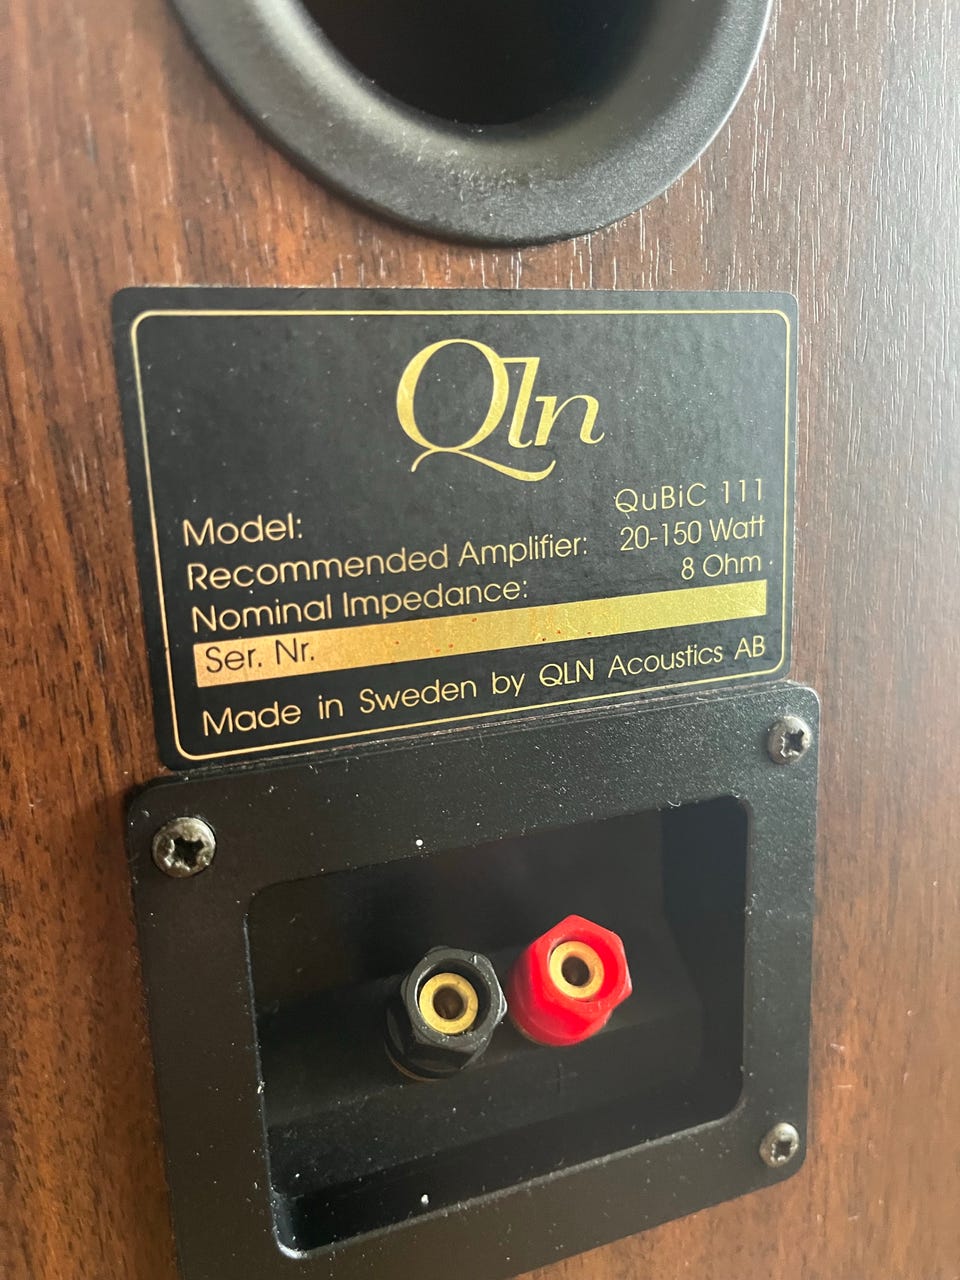 Qln
Model: QuBiC 111
Recommended Amplifier: 20-150 Watt
Nominal Impedance: 8 Ohm
Ser. Nr.
Made in Sweden by QLN Acoustics AB